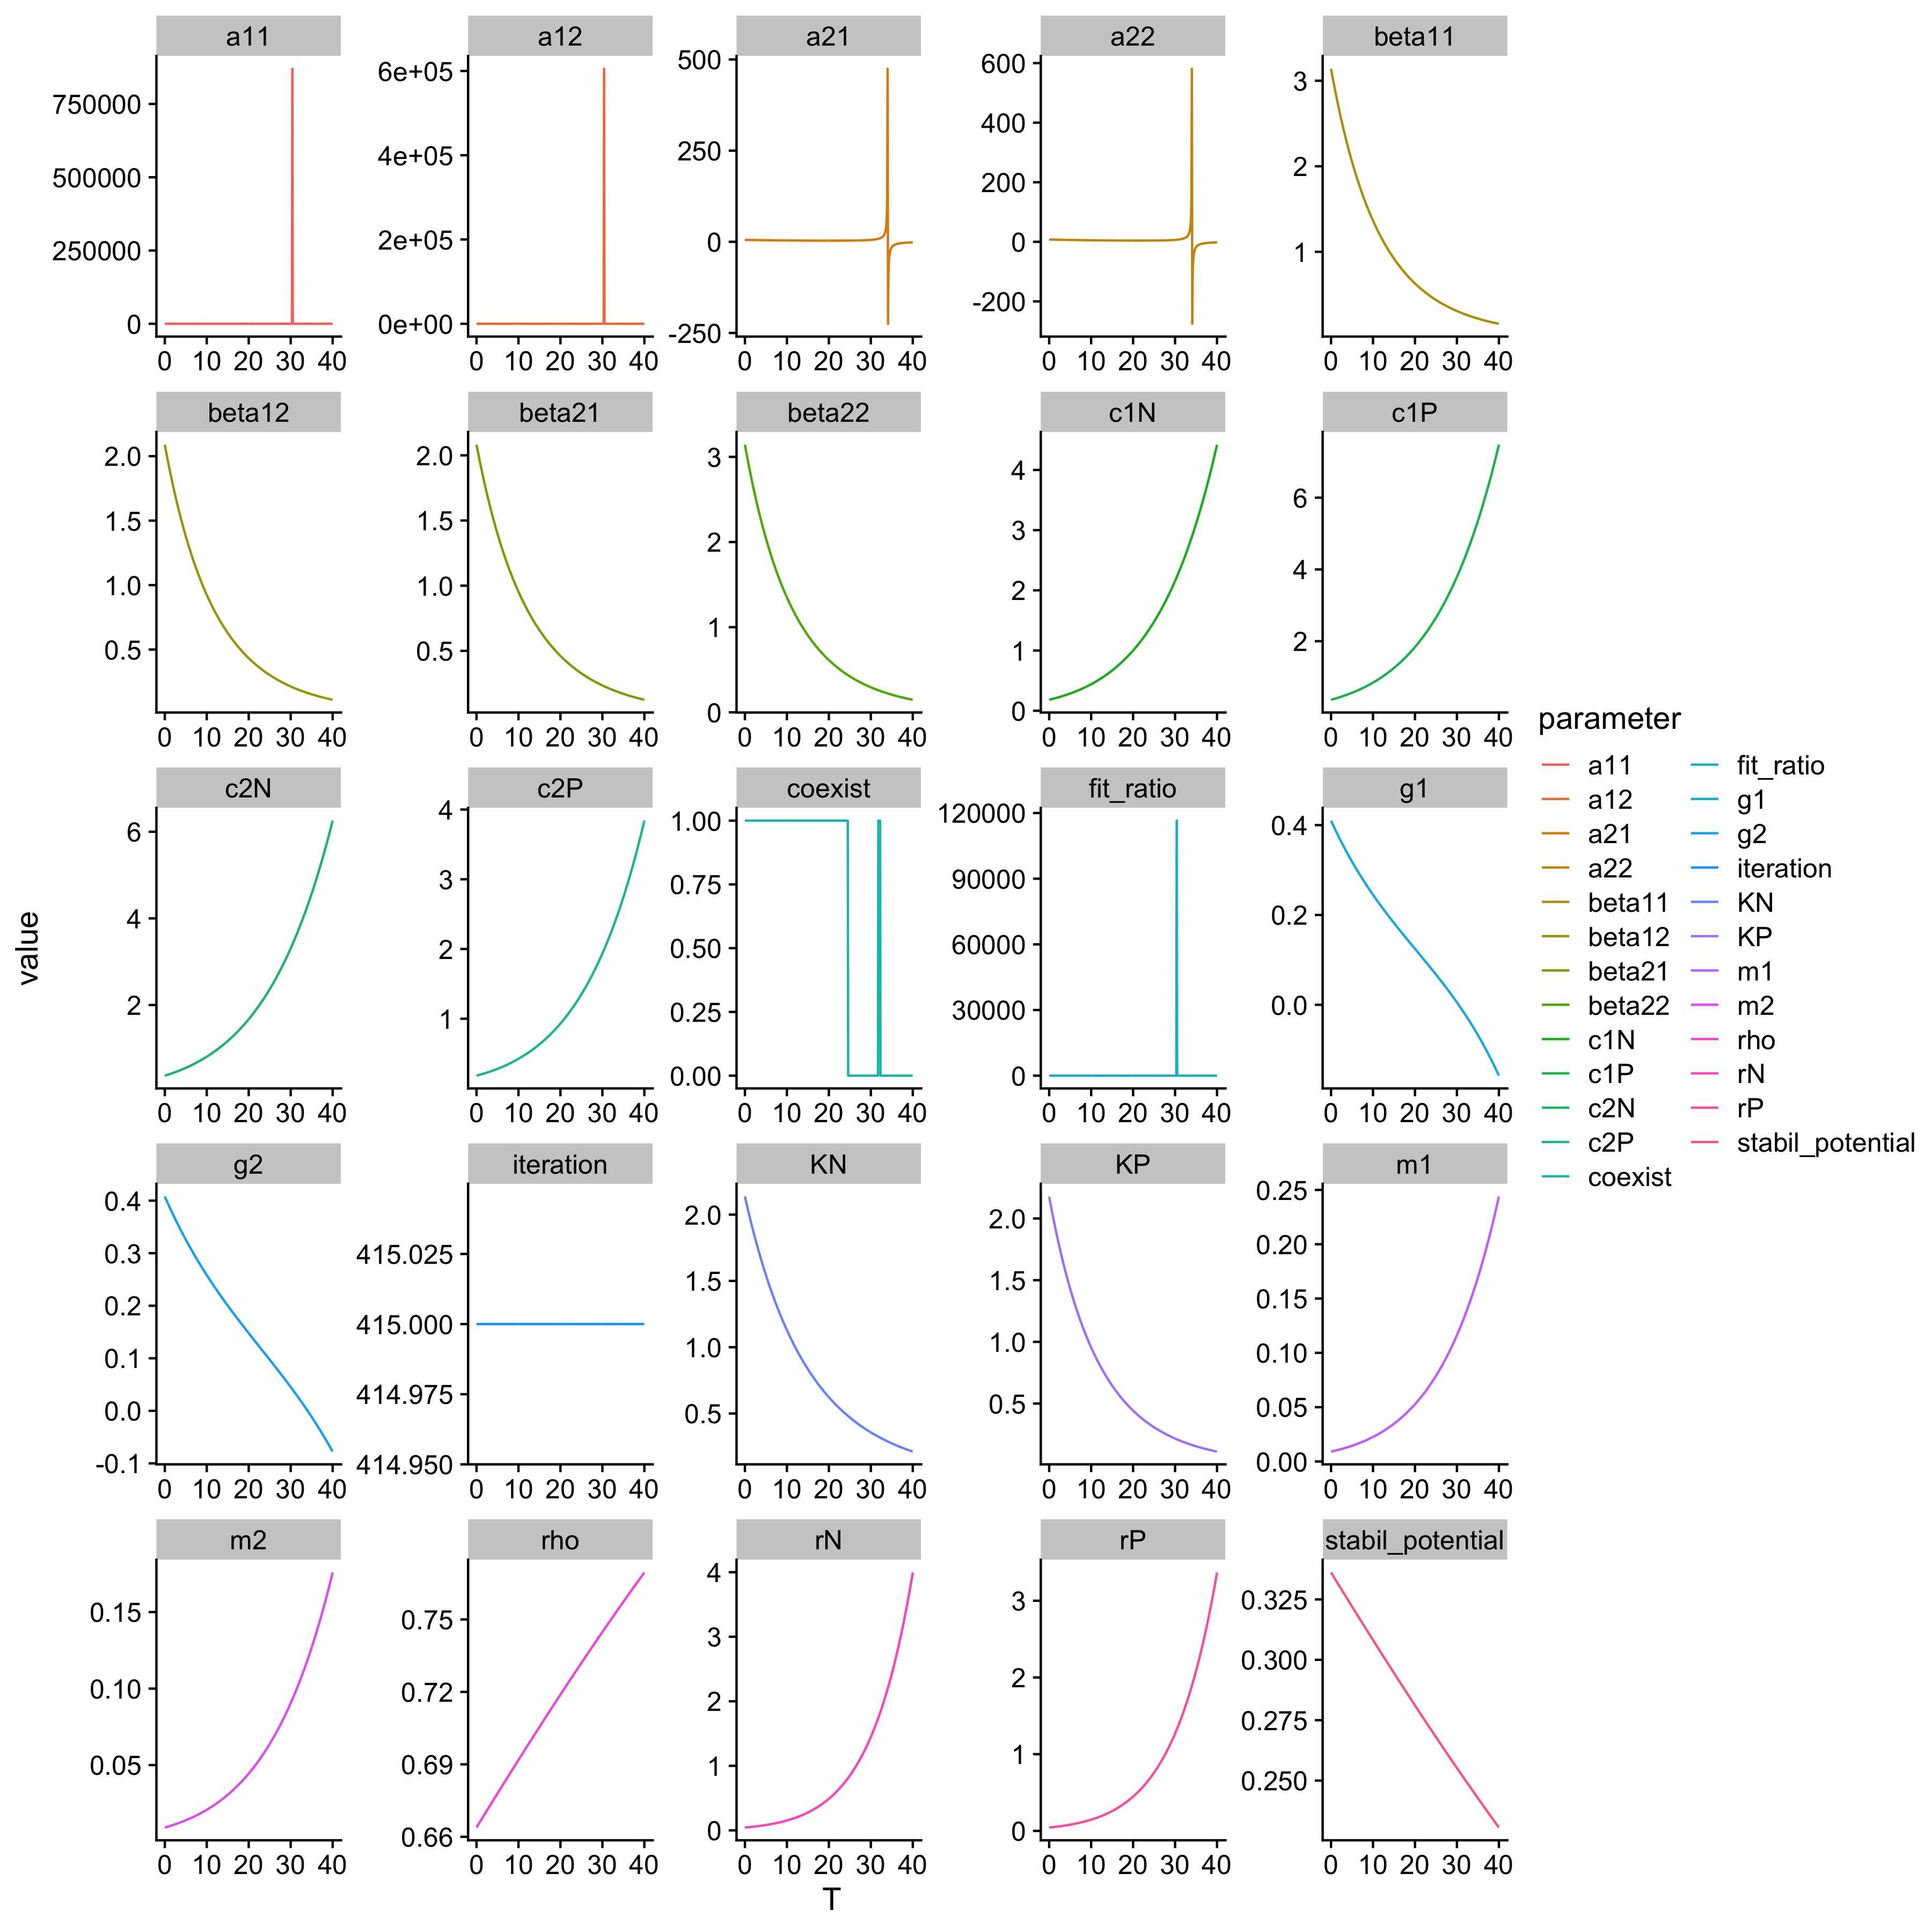 a11 a12 a21 a22 beta11
750000
500000
250000
0
0 10 20 30 40
6e+05
4e+05
2e+05
0e+00
0 10 20 30 40
500
250
0
-250
0 10 20 30 40
600
400
200
0
-200
0 10 20 30 40
3
2
1
0 10 20 30 40
beta12 beta21 beta22 c1N c1P
2.0
1.5
1.0
0.5
0 10 20 30 40
2.0
1.5
1.0
0.5
0 10 20 30 40
3
2
1
0
0 10 20 30 40
4
3
2
1
0
0 10 20 30 40
6
4
2
0 10 20 30 40
c2N c2P coexist fit_ratio g1
6
4
2
0 10 20 30 40
4
3
2
1
0 10 20 30 40
1.00
0.75
0.50
0.25
0.00
0 10 20 30 40
120000
90000
60000
30000
0
0 10 20 30 40
0.4
0.2
0.0
0 10 20 30 40
g2 iteration KN KP m1
0.4
0.3
0.2
0.1
0.0
-0.1
0 10 20 30 40
415.025
415.000
414.975
414.950
0 10 20 30 40
2.0
1.5
1.0
0.5
0 10 20 30 40
2.0
1.5
1.0
0.5
0 10 20 30 40
0.25
0.20
0.15
0.10
0.05
0.00
0 10 20 30 40
m2 rho rN rP stabil_potential
0.15
0.10
0.05
0 10 20 30 40
0.75
0.72
0.69
0.66
0 10 20 30 40
4
3
2
1
0
0 10 20 30 40
3
2
1
0
0 10 20 30 40
0.325
0.300
0.275
0.250
0 10 20 30 40
value
T
parameter
a11
a12
a21
a22
beta11
beta12
beta21
beta22
c1N
c1P
c2N
c2P
coexist
fit_ratio
g1
g2
iteration
KN
KP
m1
m2
rho
rN
rP
stabil_potential